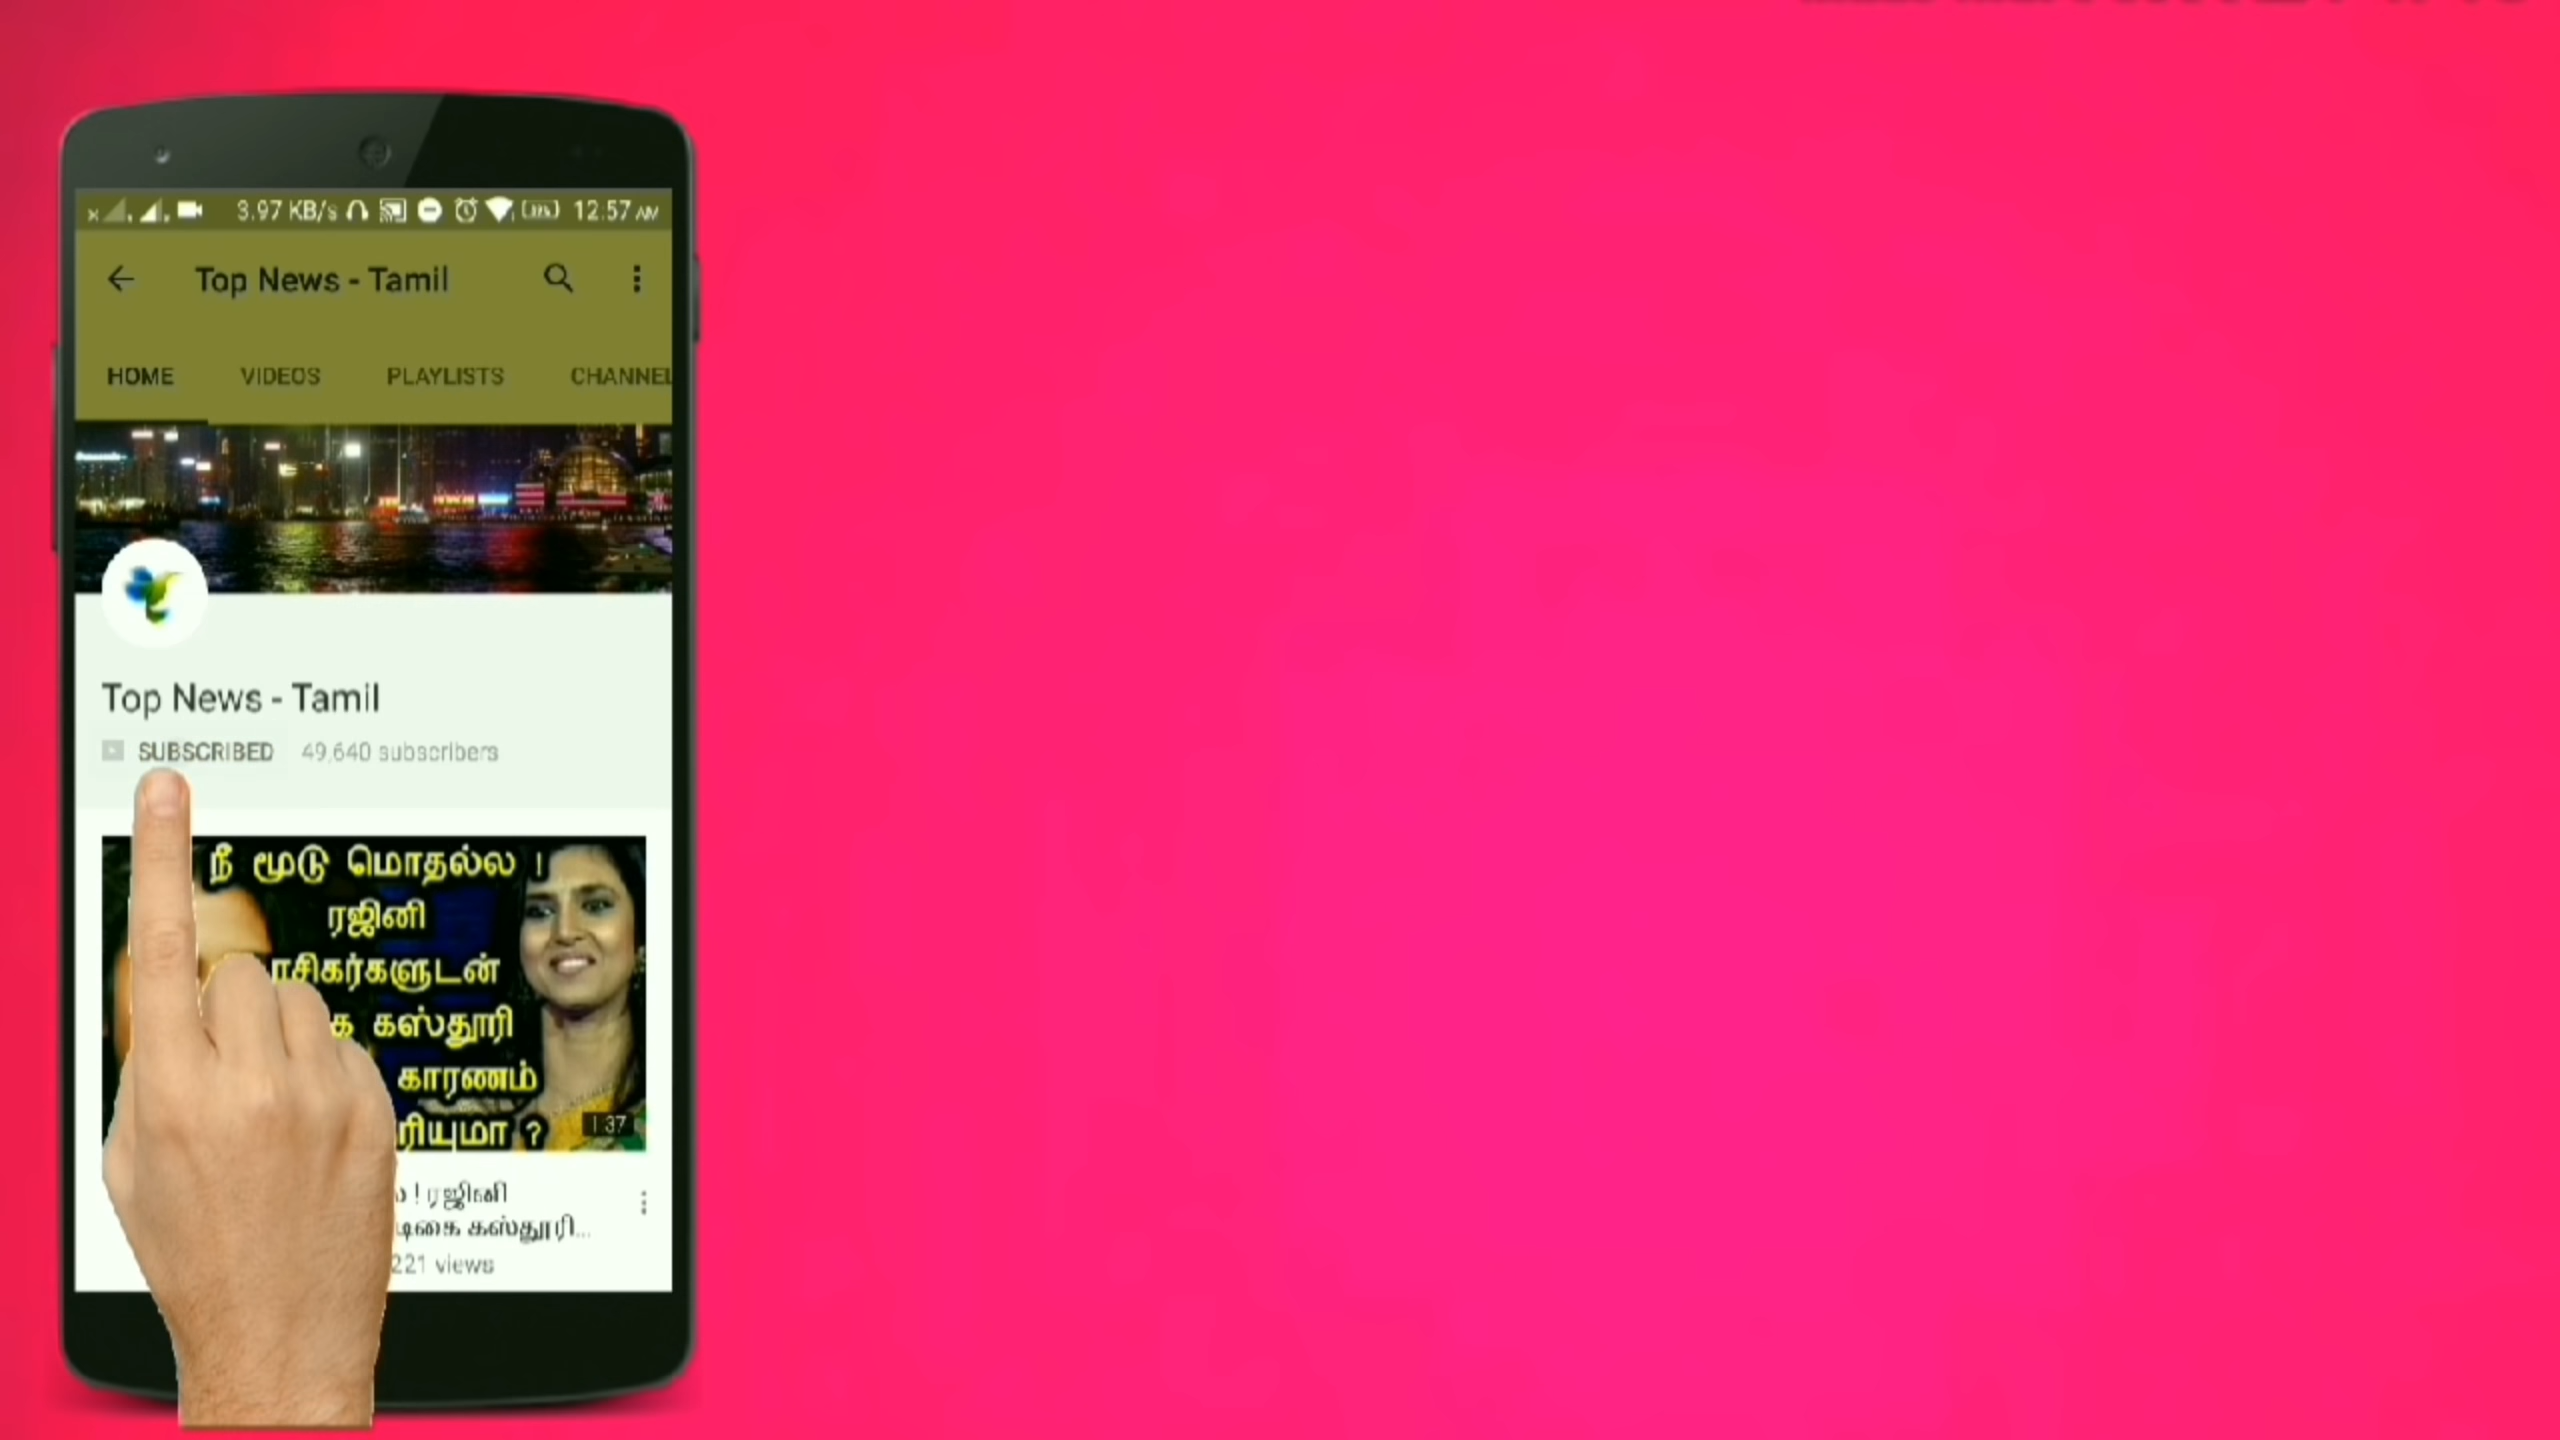 3.97 KB/s 12.57 AM
Top News - Tamil
HOME VIDEOS PLAYLISTS CHANNEL
Top News - Tamil
SUBSCRIBED 49,640 subscribers
நீ மூடு மொதல்ல !
ரஜினி
ரசிகர்களுடன்
கஸ்தூரி
காரணம்
ரியுமா ?
1:37
! ரஜினி
டிகை கஸ்தூரி...
221 views